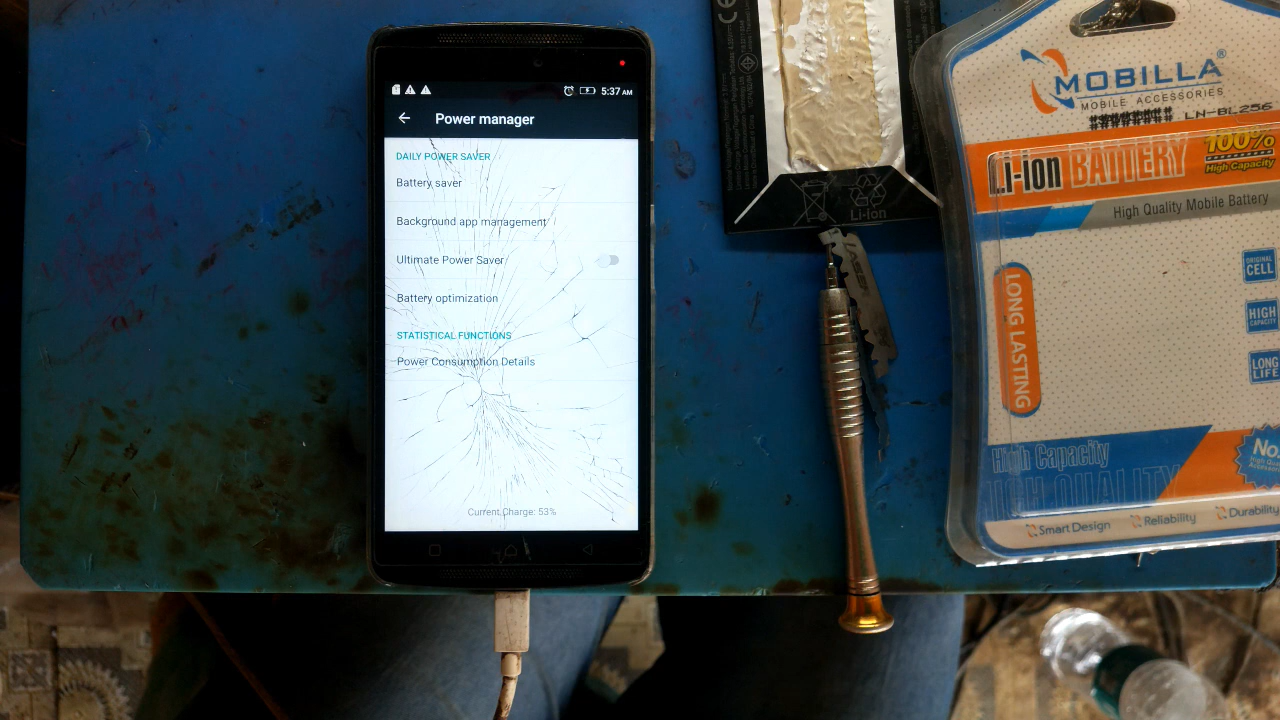 5:37 AM
Power manager
DAILY POWER SAVER
Battery saver
Background app management
Ultimate Power Saver
Battery optimization
STATISTICAL FUNCTIONS
Power Consumption Details
Current Charge: 53%
Li-ion
LASER
MOBILLA®
MOBILE ACCESSORIES
LN-BL256
Li-ion BATTERY
100%
High Capacity
High Quality Mobile Battery
ORIGINAL
CELL
HIGH
CAPACITY
LONG
LIFE
LONG LASTING
High Capacity
HIGH QUALITY
No.
Smart Design
Reliability
Durability